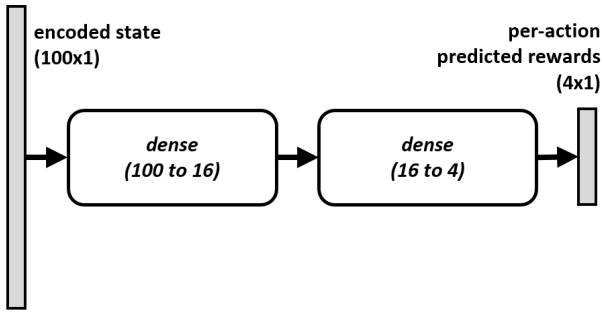 encoded state
(100x1)
per-action
predicted rewards
(4x1)
dense
(100 to 16)
dense
(16 to 4)